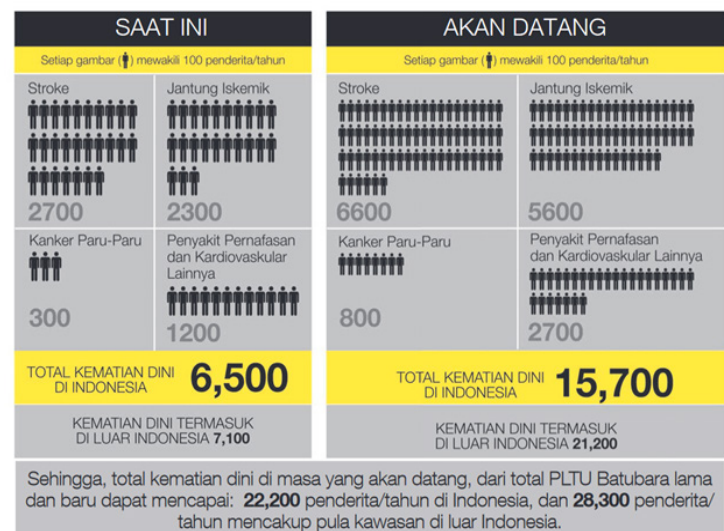 SAAT INI
Setiap gambar () mewakili 100 penderita/tahun
Stroke
2700
Jantung Iskemik
2300
Kanker Paru-Paru
300
Penyakit Pernafasan
dan Kardiovaskular
Lainnya
1200
TOTAL KEMATIAN DINI
DI INDONESIA
6,500
KEMATIAN DINI TERMASUK
DI LUAR INDONESIA 7,100
AKAN DATANG
Setiap gambar () mewakili 100 penderita/tahun
Stroke
6600
Jantung Iskemik
5600
Kanker Paru-Paru
800
Penyakit Pernafasan
dan Kardiovaskular Lainnya
2700
TOTAL KEMATIAN DINI
DI INDONESIA
15,700
KEMATIAN DINI TERMASUK
DI LUAR INDONESIA 21,200
Sehingga, total kematian dini di masa yang akan datang, dari total PLTU Batubara lama
dan baru dapat mencapai: 22,200 penderita/tahun di Indonesia, dan 28,300 penderita/
tahun mencakup pula kawasan di luar Indonesia.